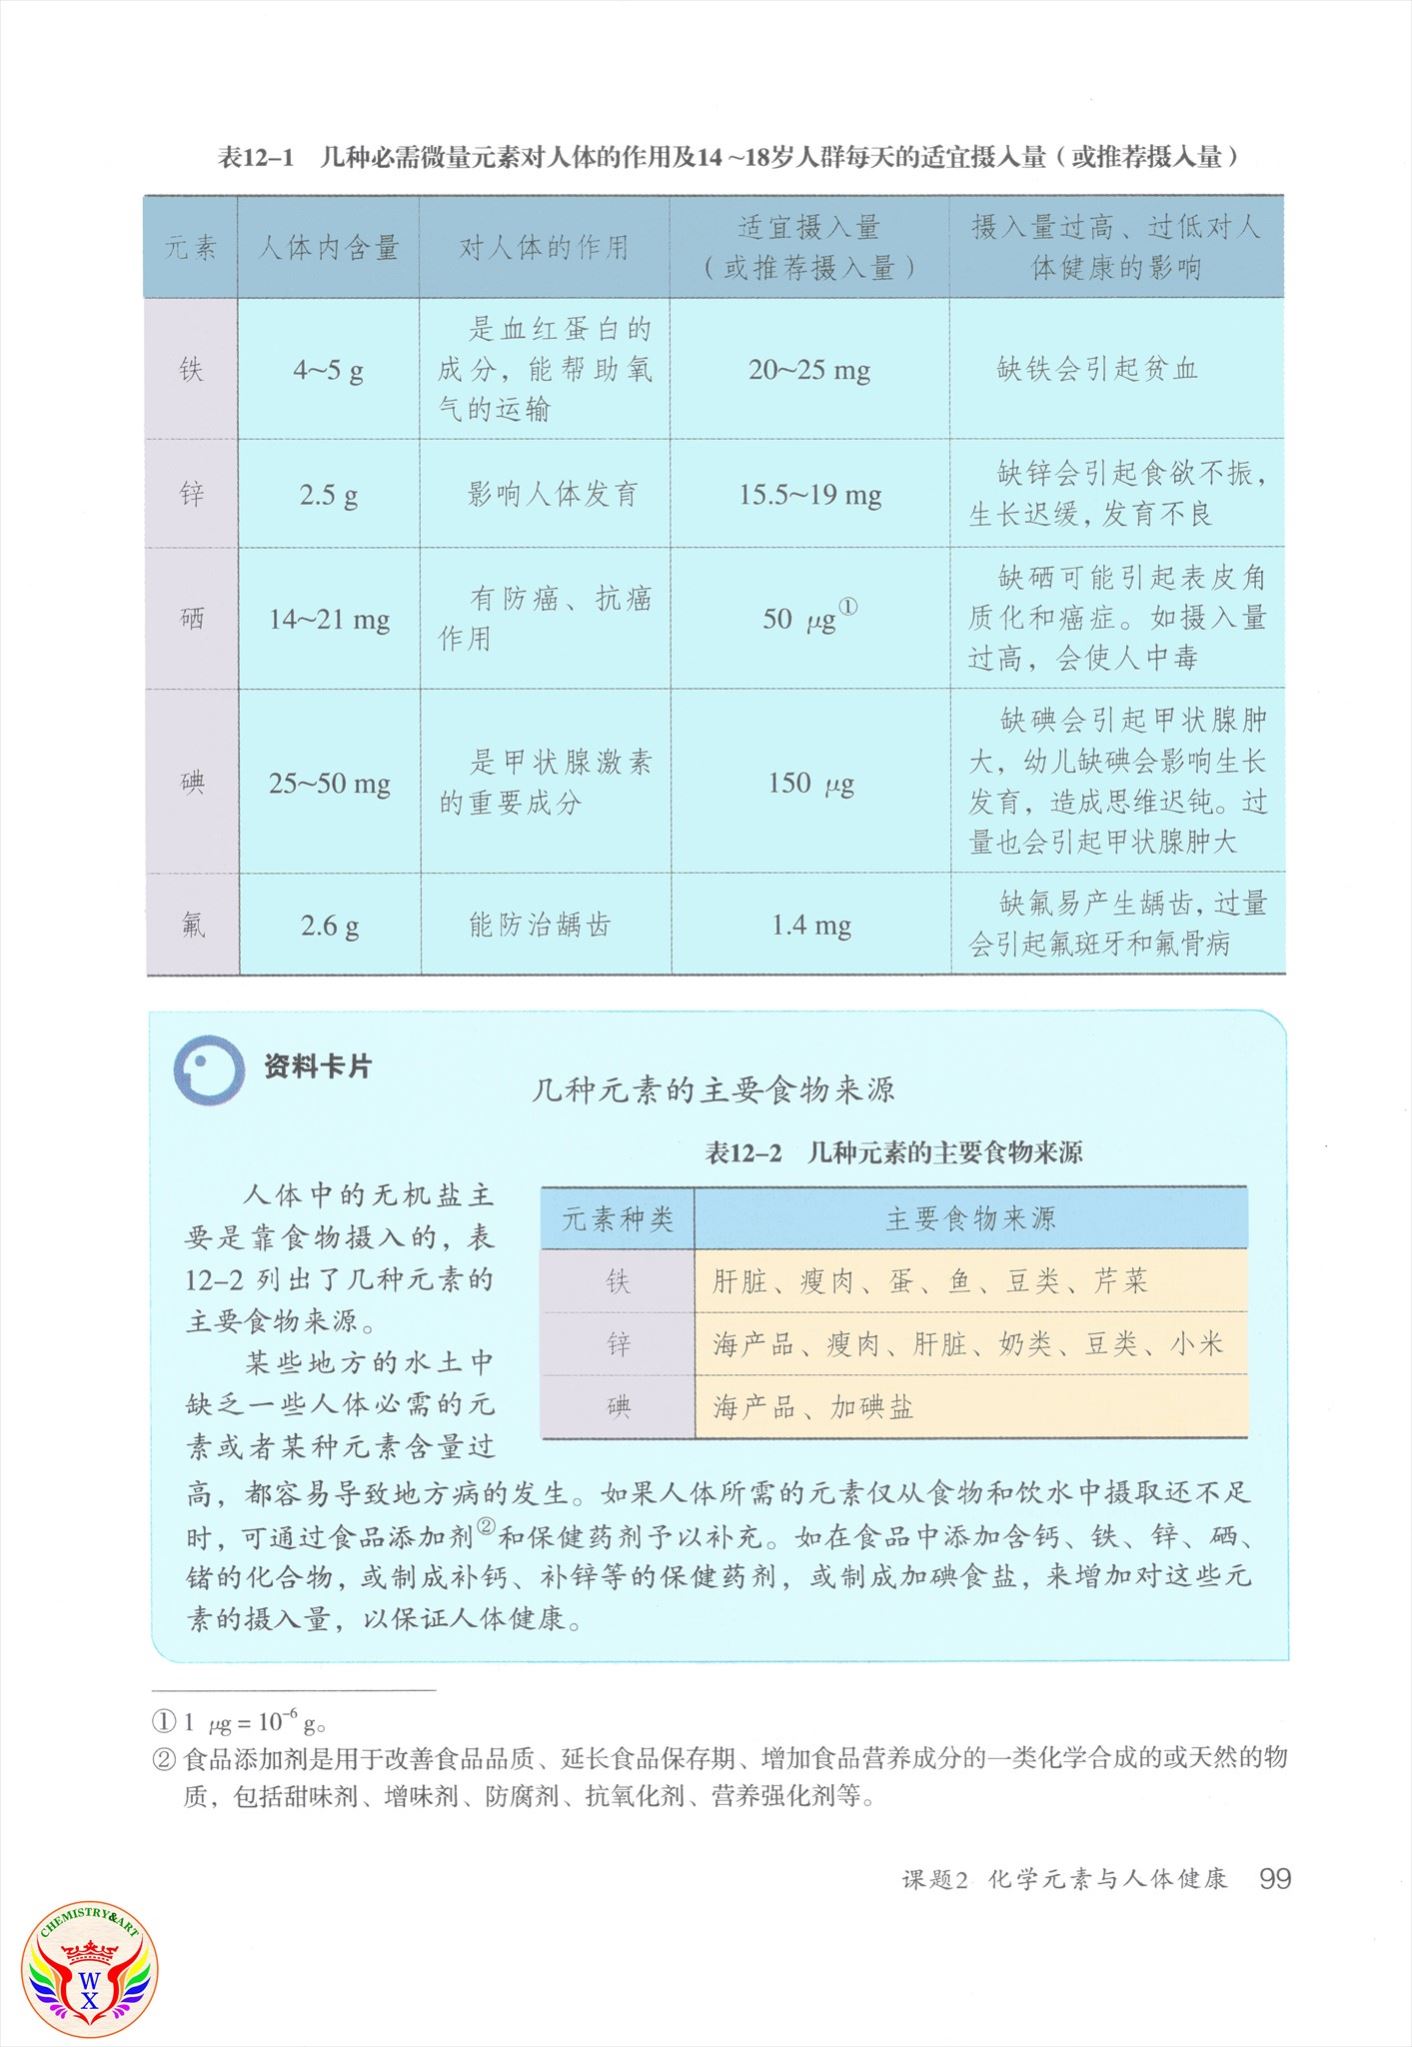 表12-1 几种必需微量元素对人体的作用及14~18岁人群每天的适宜摄入量（或推荐摄入量）
元素 人体内含量 对人体的作用 适宜摄入量（或推荐摄入量） 摄入量过高、过低对人体健康的影响
铁 4~5 g 是血红蛋白的成分，能帮助氧气的运输 20~25 mg 缺铁会引起贫血
锌 2.5 g 影响人体发育 15.5~19 mg 缺锌会引起食欲不振，生长迟缓，发育不良
硒 14~21 mg 有防癌、抗癌作用 50 μg① 缺硒可能引起表皮角质化和癌症。如摄入量过高，会使人中毒
碘 25~50 mg 是甲状腺激素的重要成分 150 μg 缺碘会引起甲状腺肿大，幼儿缺碘会影响生长发育，造成思维迟钝。过量也会引起甲状腺肿大
氟 2.6 g 能防治龋齿 1.4 mg 缺氟易产生龋齿，过量会引起氟斑牙和氟骨病
资料卡片
几种元素的主要食物来源
人体中的无机盐主
要是靠食物摄入的，表
12-2 列出了几种元素的
主要食物来源。
某些地方的水土中
缺乏一些人体必需的元
素或者某种元素含量过
表12-2 几种元素的主要食物来源
元素种类 主要食物来源
铁 肝脏、瘦肉、蛋、鱼、豆类、芹菜
锌 海产品、瘦肉、肝脏、奶类、豆类、小米
碘 海产品、加碘盐
高，都容易导致地方病的发生。如果人体所需的元素仅从食物和饮水中摄取还不足
时，可通过食品添加剂②和保健药剂予以补充。如在食品中添加含钙、铁、锌、硒、
锗的化合物，或制成补钙、补锌等的保健药剂，或制成加碘食盐，来增加对这些元
素的摄入量，以保证人体健康。
① 1 μg = 10⁻⁶ g。
② 食品添加剂是用于改善食品品质、延长食品保存期、增加食品营养成分的一类化学合成的或天然的物
质，包括甜味剂、增味剂、防腐剂、抗氧化剂、营养强化剂等。
课题2 化学元素与人体健康 99
CHEMISTRY&ART
W
X